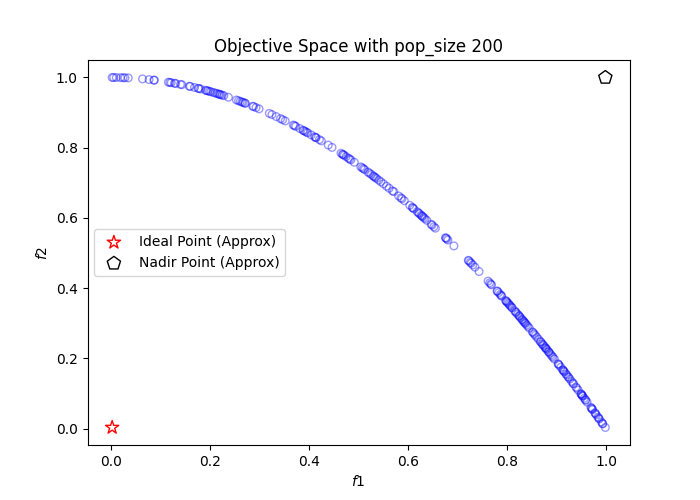 Objective Space with pop_size 200
1.0
0.8
0.6
0.4
0.2
0.0
f2
Ideal Point (Approx)
Nadir Point (Approx)
0.0 0.2 0.4 0.6 0.8 1.0
f1